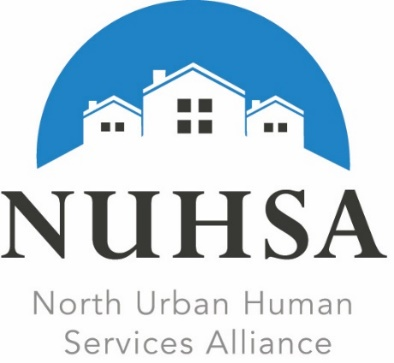 NUHSA
North Urban Human
Services Alliance